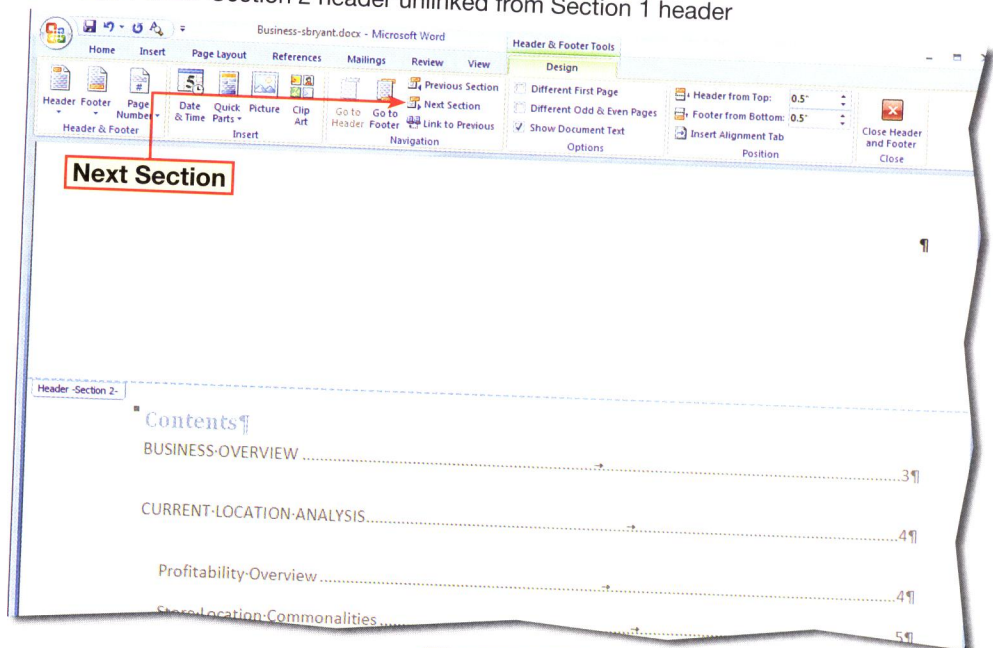 Section 2 header unlinked from Section 1 header
Business-sbryant.docx - Microsoft Word
Header & Footer Tools
Home Insert Page Layout References Mailings Review View Design
Header Footer Page Number
Header & Footer
Date & Time Quick Parts Picture Clip Art
Insert
Go to Header Go to Footer
Previous Section
Next Section
Link to Previous
Navigation
Different First Page
Different Odd & Even Pages
Show Document Text
Options
Header from Top: 0.5"
Footer from Bottom: 0.5"
Insert Alignment Tab
Position
Close Header and Footer
Close
Next Section
¶
Header -Section 2-
Contents¶
BUSINESS·OVERVIEW ... → ...3¶
CURRENT·LOCATION·ANALYSIS... → ...4¶
Profitability·Overview ... → ...4¶
Store·Location·Commonalities ... → ...5¶